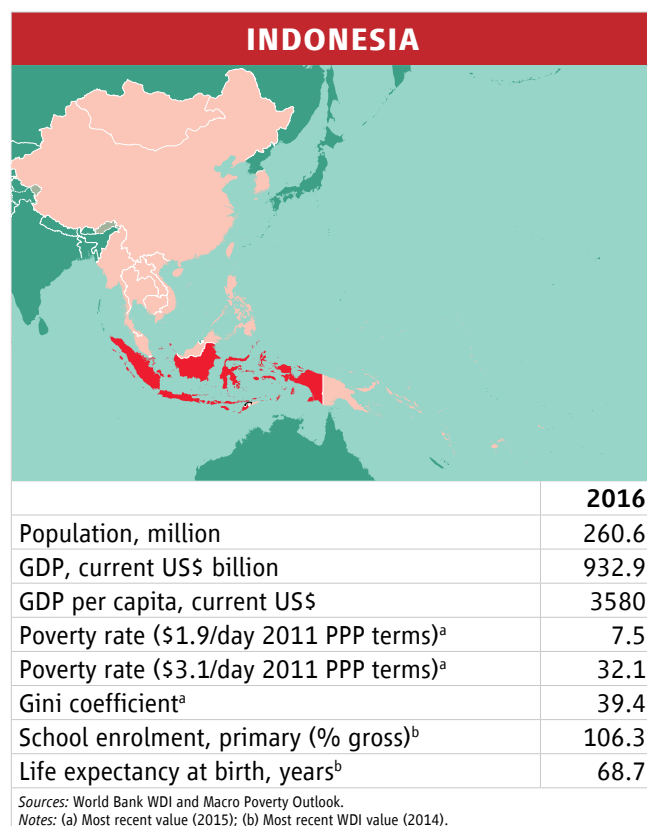 INDONESIA
2016
Population, million 260.6
GDP, current US$ billion 932.9
GDP per capita, current US$ 3580
Poverty rate ($1.9/day 2011 PPP terms)ᵃ 7.5
Poverty rate ($3.1/day 2011 PPP terms)ᵃ 32.1
Gini coefficientᵃ 39.4
School enrolment, primary (% gross)ᵇ 106.3
Life expectancy at birth, yearsᵇ 68.7
Sources: World Bank WDI and Macro Poverty Outlook.
Notes: (a) Most recent value (2015); (b) Most recent WDI value (2014).